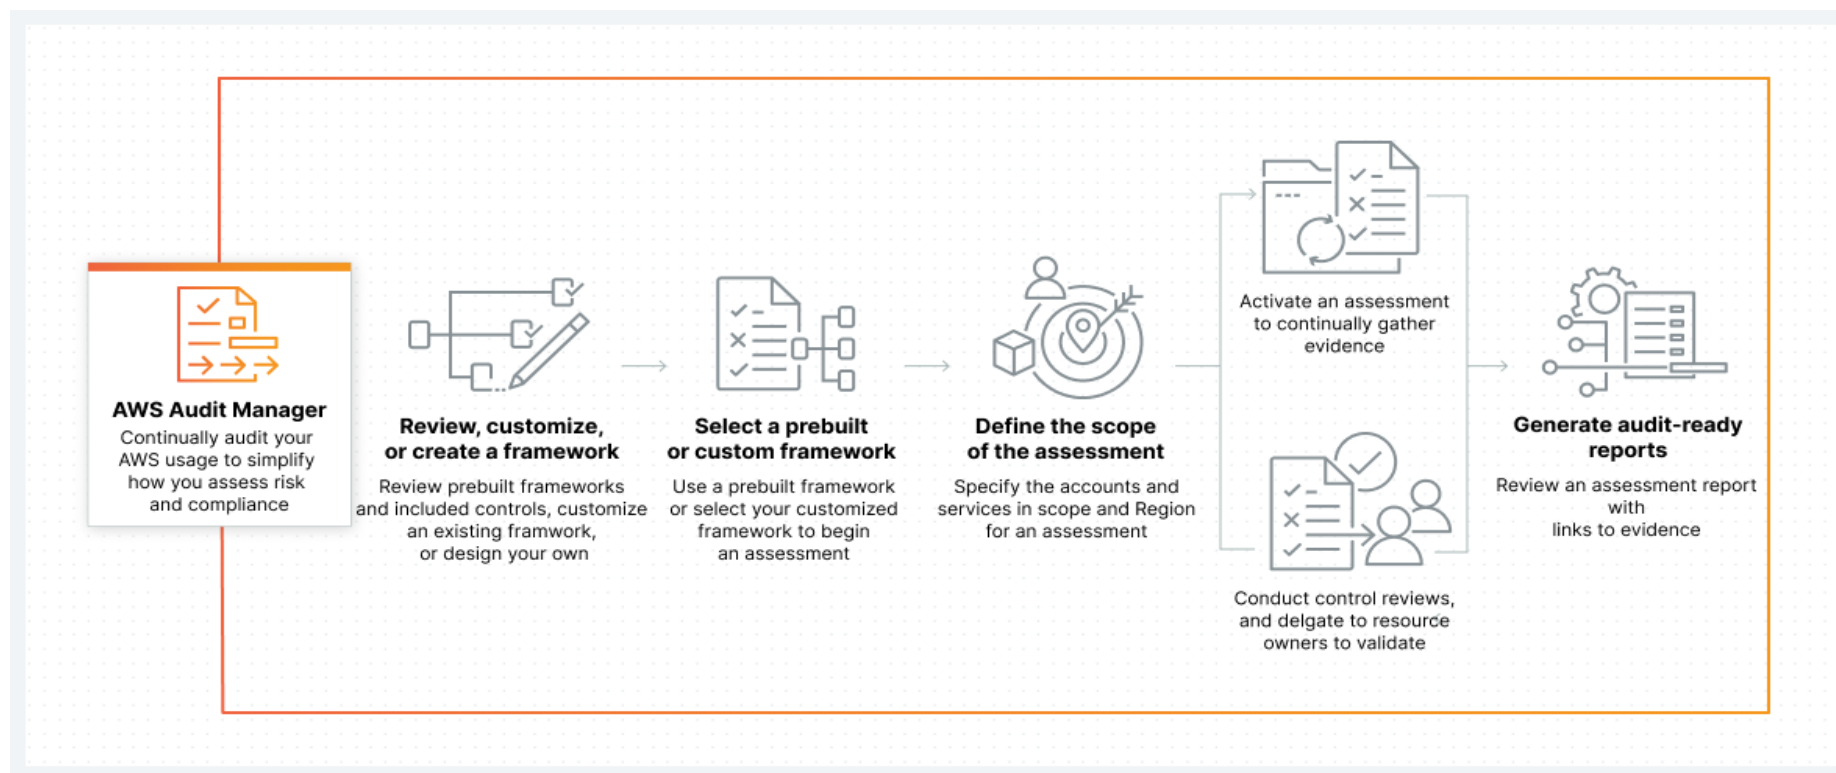 AWS Audit Manager
Continually audit your
AWS usage to simplify
how you assess risk
and compliance
Review, customize,
or create a framework
Review prebuilt frameworks
and included controls, customize
an existing framwork,
or design your own
Select a prebuilt
or custom framework
Use a prebuilt framework
or select your customized
framework to begin
an assessment
Define the scope
of the assessment
Specify the accounts and
services in scope and Region
for an assessment
Activate an assessment
to continually gather
evidence
Conduct control reviews,
and delgate to resource
owners to validate
Generate audit-ready
reports
Review an assessment report
with
links to evidence